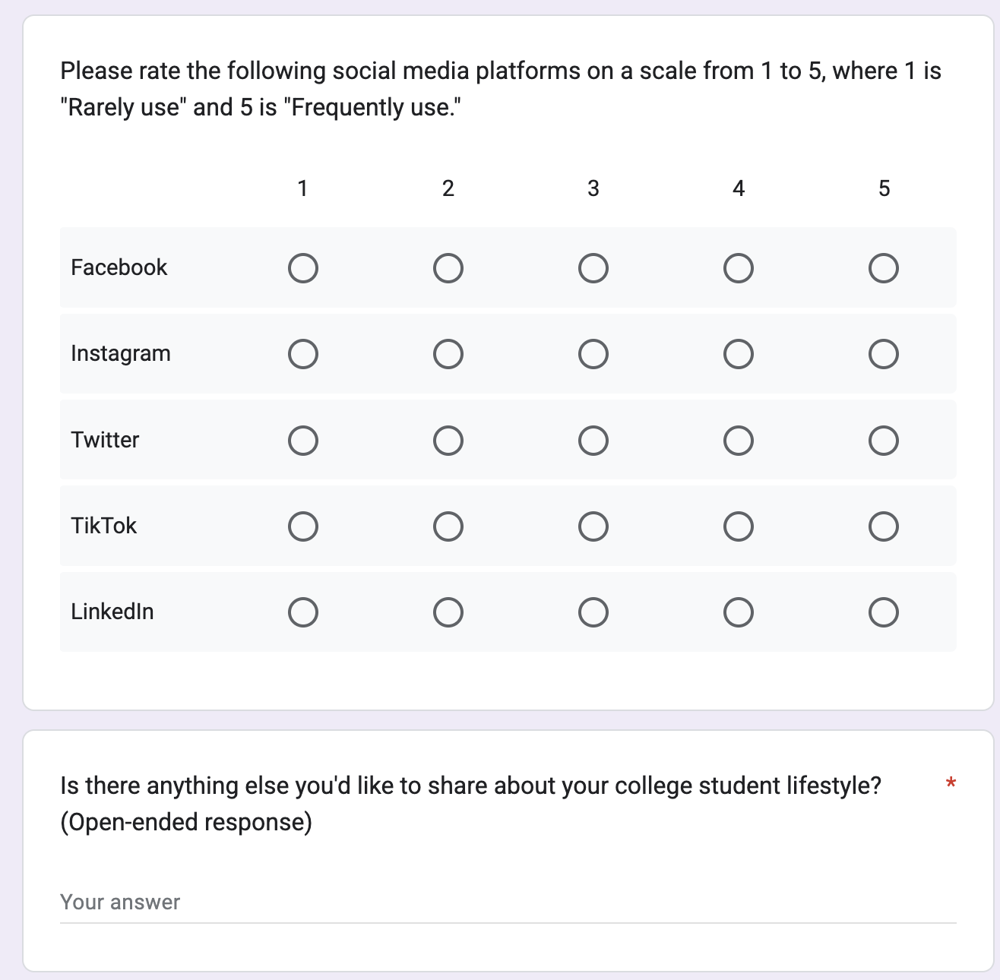 Please rate the following social media platforms on a scale from 1 to 5, where 1 is
"Rarely use" and 5 is "Frequently use."
1 2 3 4 5
Facebook
Instagram
Twitter
TikTok
LinkedIn
Is there anything else you'd like to share about your college student lifestyle? *
(Open-ended response)
Your answer